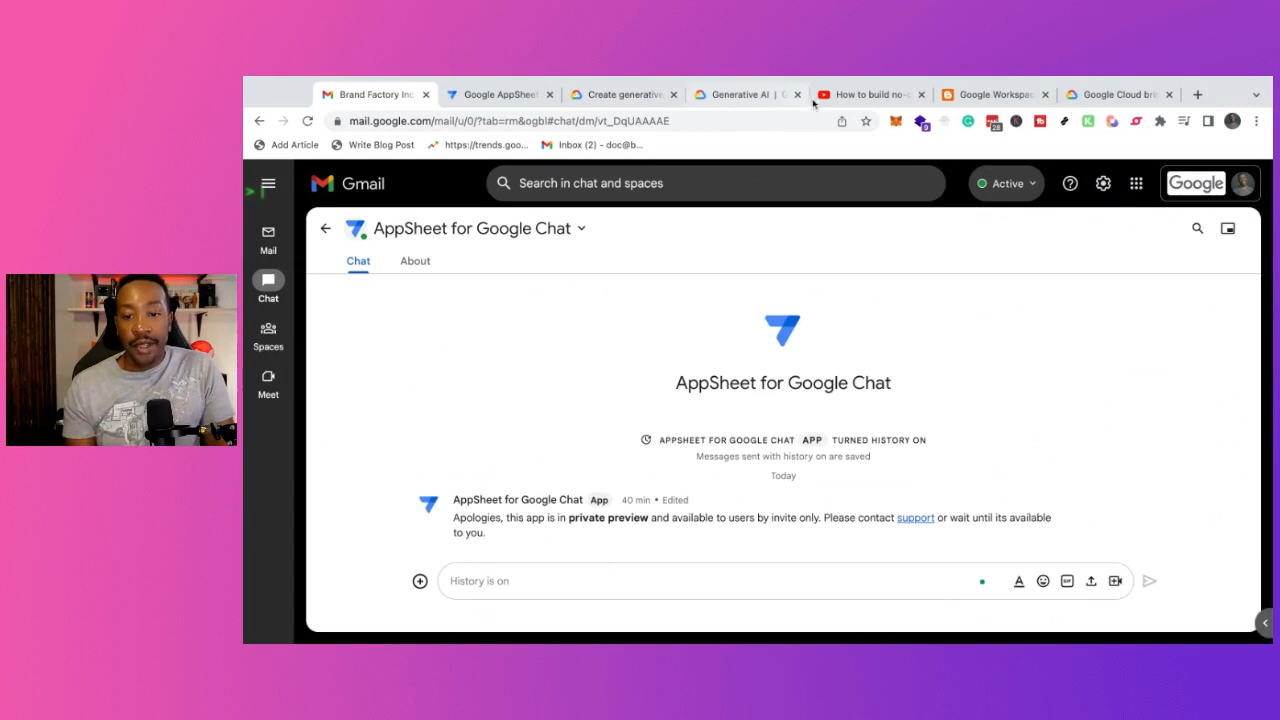 Brand Factory Inc
Google AppSheet
Create generative
Generative AI | G
How to build no-c
Google Workspac
Google Cloud brin
mail.google.com/mail/u/0/?tab=rm&ogbl#chat/dm/vt_DqUAAAAE
9
28
Add Article
Write Blog Post
https://trends.goo...
Inbox (2) - doc@b...
Gmail
Search in chat and spaces
Active
Google
Mail
Chat
Spaces
Meet
AppSheet for Google Chat
Chat
About
AppSheet for Google Chat
APPSHEET FOR GOOGLE CHAT APP TURNED HISTORY ON
Messages sent with history on are saved
Today
AppSheet for Google Chat App 40 min • Edited
Apologies, this app is in private preview and available to users by invite only. Please contact support or wait until its available
to you.
History is on
GIF